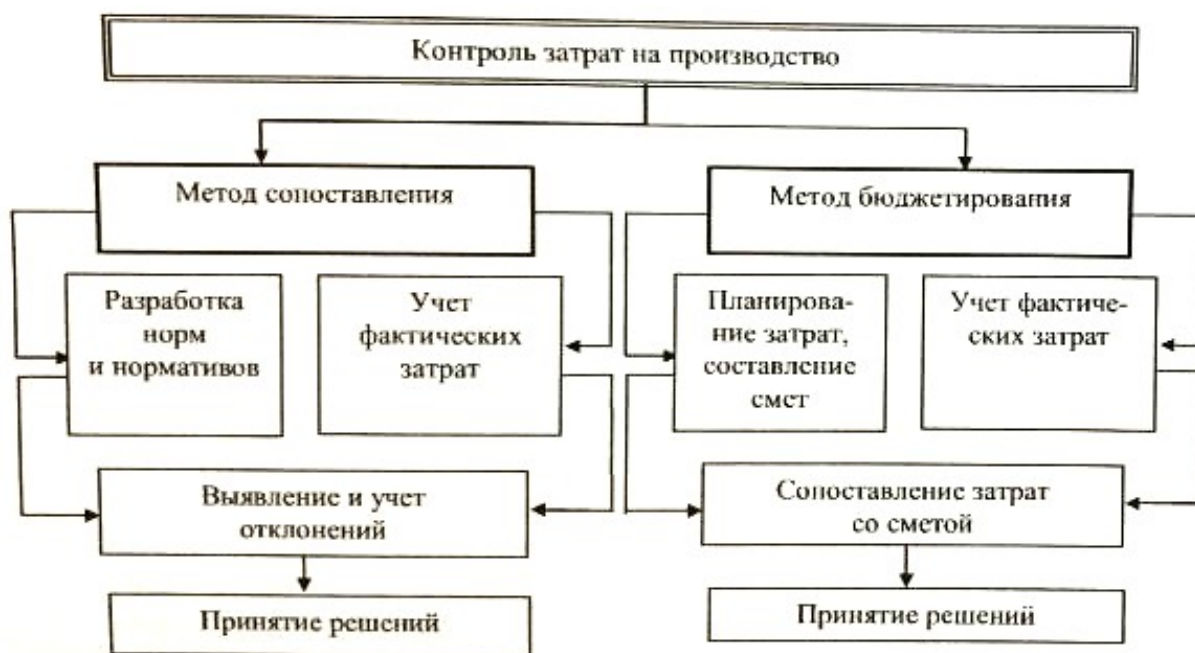 Контроль затрат на производство
Метод сопоставления
Метод бюджетирования
Разработка
норм
и нормативов
Учет
фактических
затрат
Планирова-
ние затрат,
составление
смет
Учет фактиче-
ских затрат
Выявление и учет
отклонений
Сопоставление затрат
со сметой
Принятие решений
Принятие решений